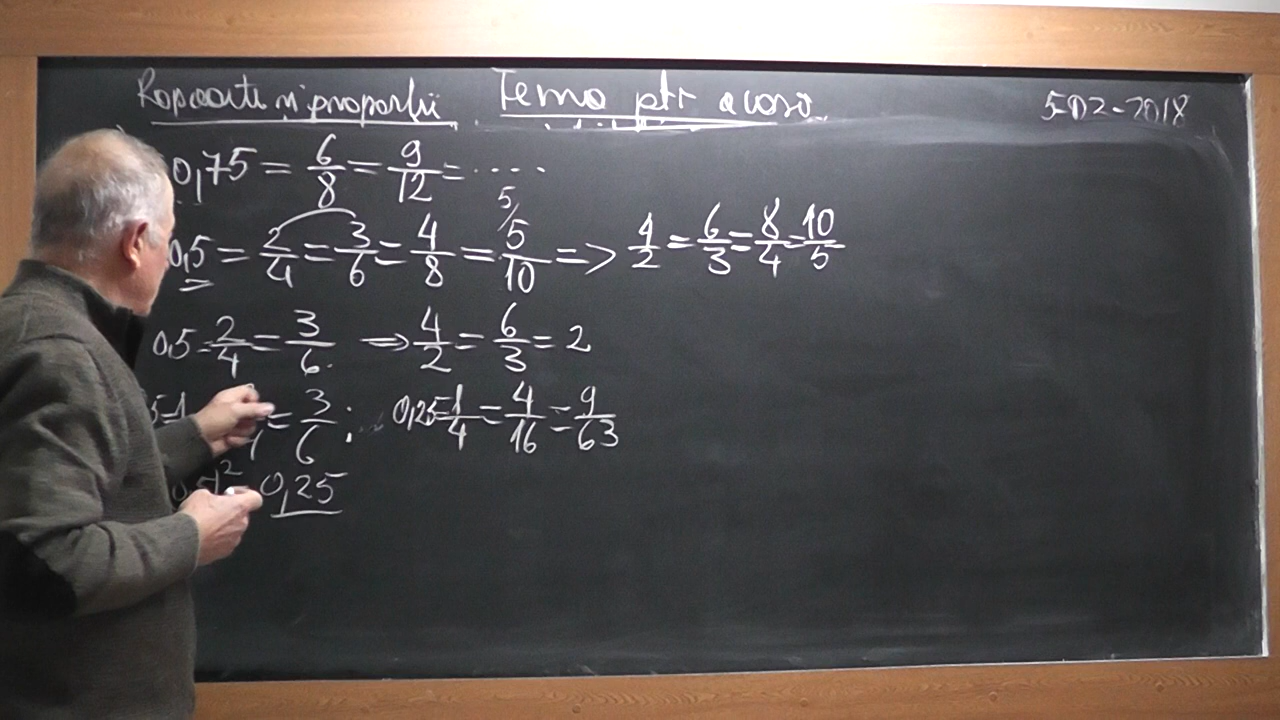 Rapoarte și proporții Tema ptr acasă 5-02-2018
0,75 = 6/8 = 9/12 = ....
0,5 = 2/4 = 3/6 = 4/8 = 5/10 => 4/2 = 6/3 = 8/4 = 10/5
0,5 = 2/4 = 3/6 => 4/2 = 6/3 = 2
= 3/6 ; 0,25 = 1/4 = 4/16 = 9/63
0,25